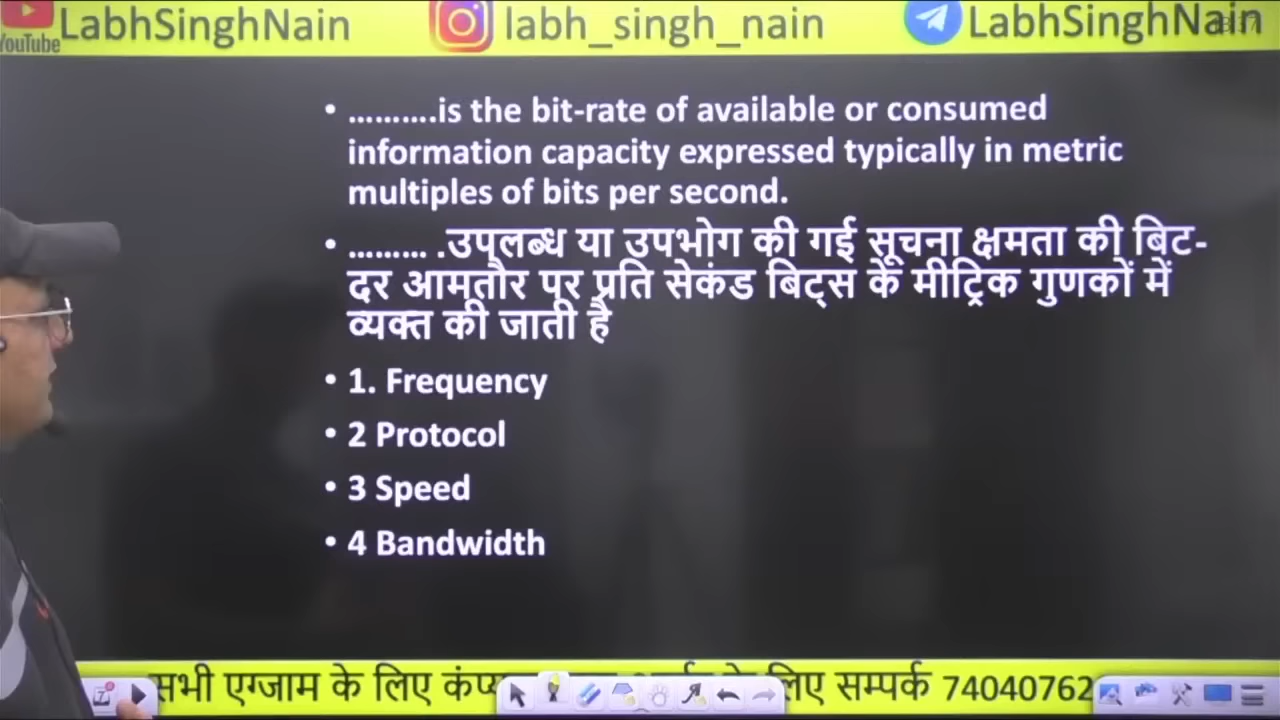 LabhSinghNain labh_singh_nain LabhSinghNain
YouTube
• ……….is the bit-rate of available or consumed
information capacity expressed typically in metric
multiples of bits per second.
• ……… .उपलब्ध या उपभोग की गई सूचना क्षमता की बिट-
दर आमतौर पर प्रति सेकंड बिट्स के मीट्रिक गुणकों में
व्यक्त की जाती है
• 1. Frequency
• 2 Protocol
• 3 Speed
• 4 Bandwidth
सभी एग्जाम के लिए लिए सम्पर्क 74040762